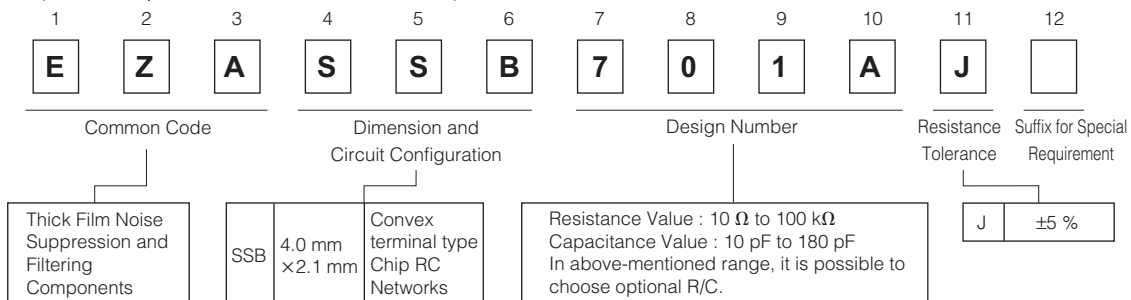 1 2 3 4 5 6 7 8 9 10 11 12
E Z A S S B 7 0 1 A J
Common Code
Dimension and
Circuit Configuration
Design Number
Resistance
Tolerance
Suffix for Special
Requirement
Thick Film Noise
Suppression and
Filtering
Components
SSB
4.0 mm
×2.1 mm
Convex
terminal type
Chip RC
Networks
Resistance Value : 10 Ω to 100 kΩ
Capacitance Value : 10 pF to 180 pF
In above-mentioned range, it is possible to
choose optional R/C.
J ±5 %